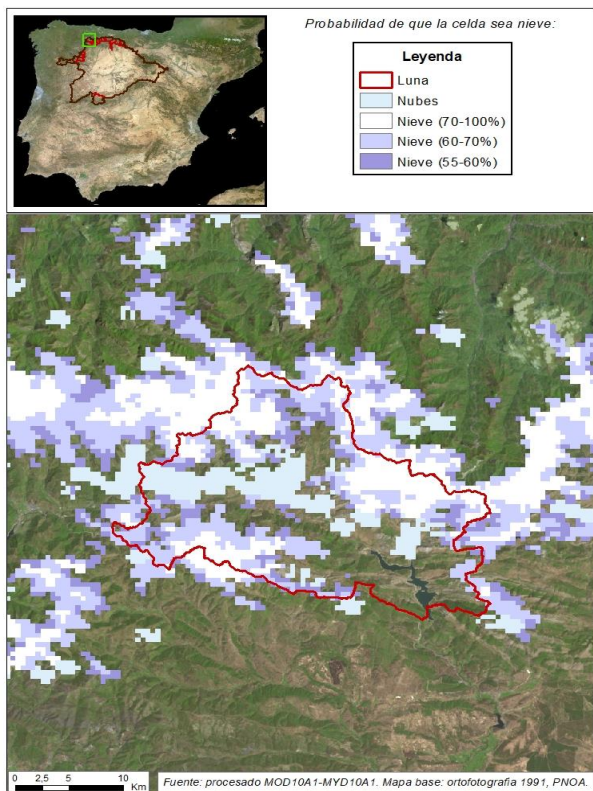 Probabilidad de que la celda sea nieve:
Leyenda
Luna
Nubes
Nieve (70-100%)
Nieve (60-70%)
Nieve (55-60%)
0 2,5 5 10
Km
Fuente: procesado MOD10A1-MYD10A1. Mapa base: ortofotografia 1991, PNOA.